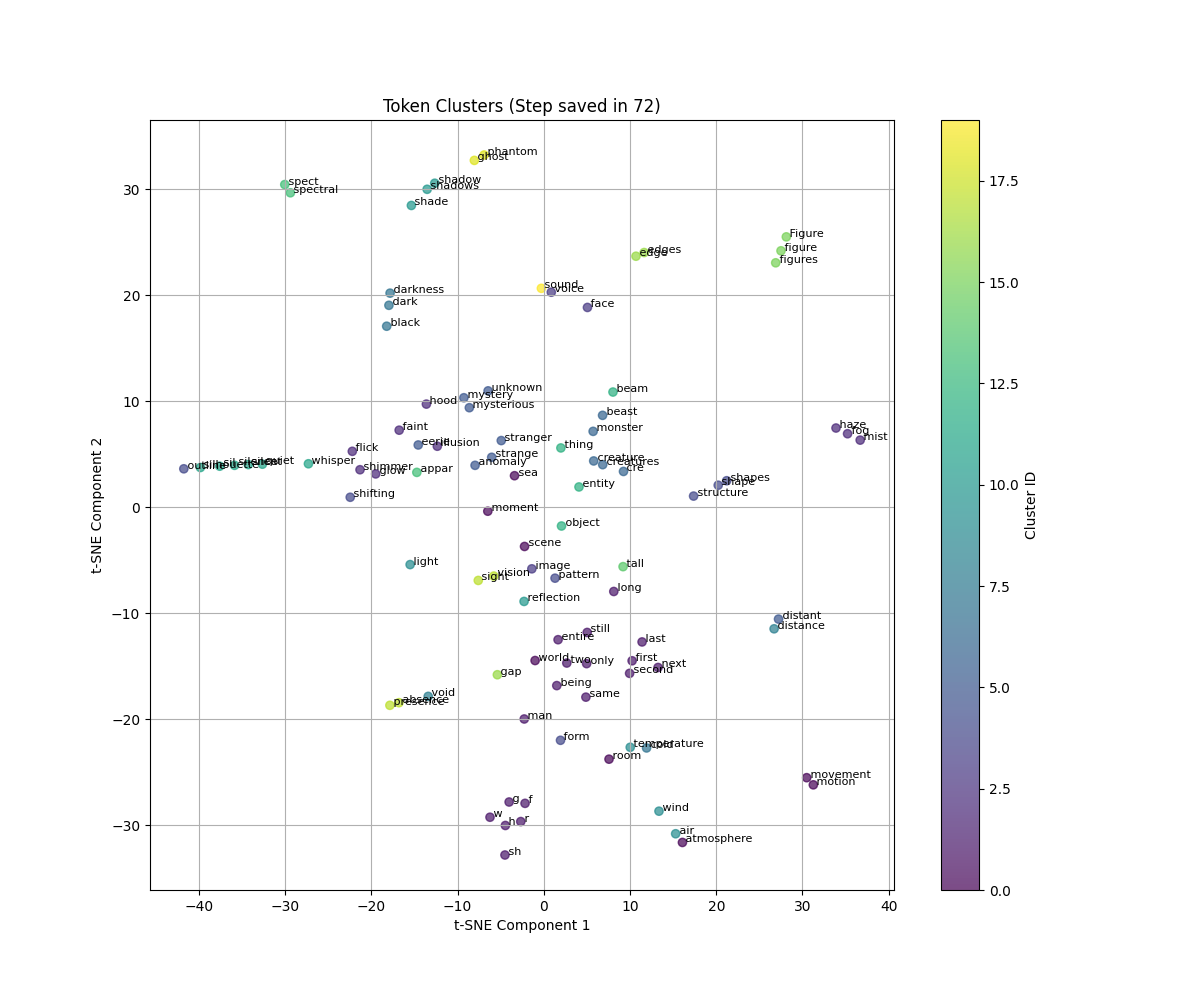 Token Clusters (Step saved in 72)
phantom
ghost
spect
spectral
shadow
shadows
shade
Figure
figure
figures
edges
edge
sound
voice
face
darkness
dark
black
unknown
mystery
mysterious
hood
beam
beast
monster
faint
eerie
illusion
stranger
thing
strange
anomaly
creature
creatures
cre
haze
fog
mist
flick
whisper
shimmer
glow
appar
sea
entity
shapes
shape
structure
shifting
moment
object
scene
light
image
vision
sight
pattern
tall
long
reflection
distant
distance
still
entire
last
world
two
only
first
next
second
gap
being
same
void
absence
presence
man
form
temperature
cold
room
movement
motion
g
f
w
h
r
sh
wind
air
atmosphere
30
20
10
0
−10
−20
−30
−40
−30
−20
−10
0
10
20
30
40
t-SNE Component 1
t-SNE Component 2
17.5
15.0
12.5
10.0
7.5
5.0
2.5
0.0
Cluster ID